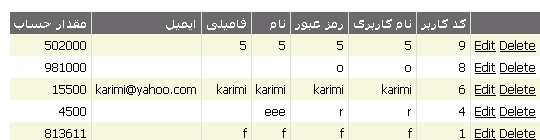 کد کاربر نام کاربری رمز عبور نام فامیلی ایمیل مقدار حساب
Edit Delete 9 5 5 5 5 502000
Edit Delete 8 o o 981000
Edit Delete 6 karimi karimi karimi karimi karimi@yahoo.com 15500
Edit Delete 4 r r eee 4500
Edit Delete 1 f f f f 813611